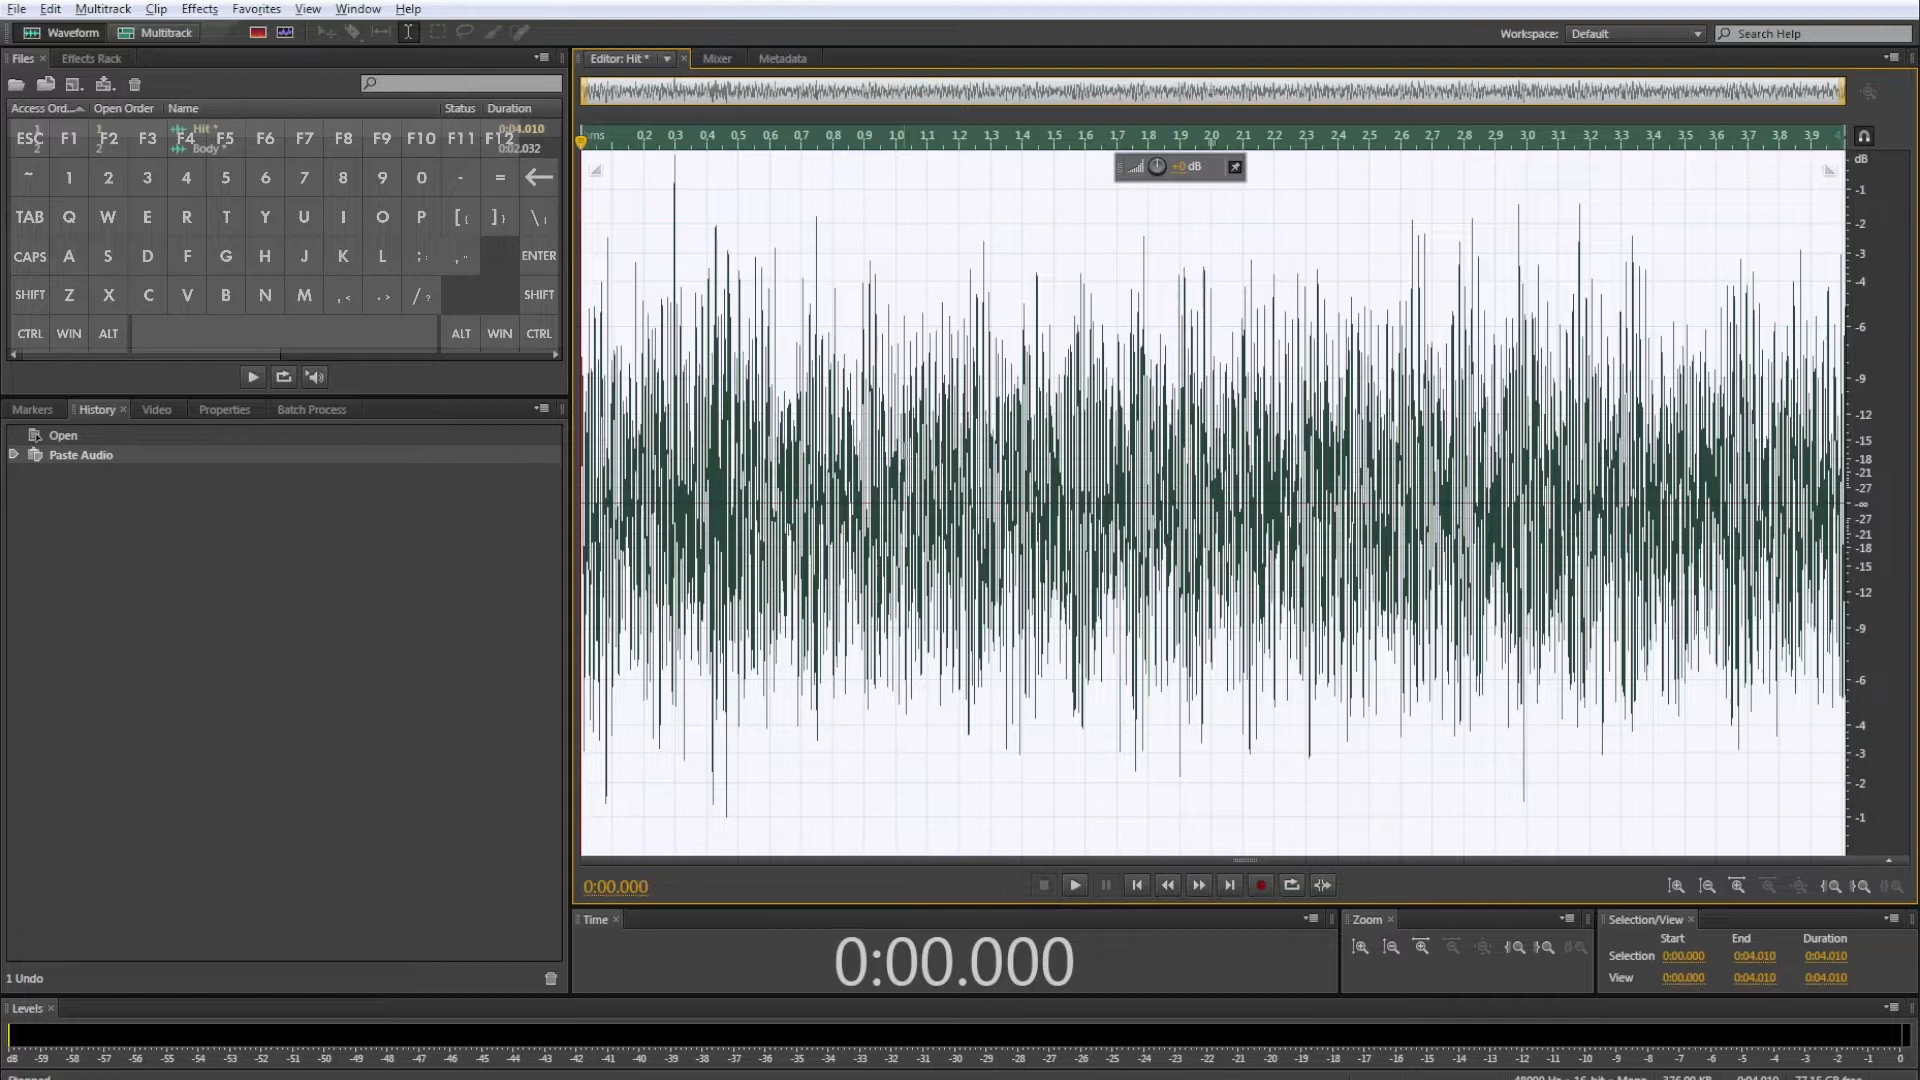 File Edit Multitrack Clip Effects Favorites View Window Help
Waveform Multitrack Workspace: Default Search Help
Files Effects Rack Editor: Hit * Mixer Metadata
Access Ord... Open Order Name Status Duration
1 1 Hit * 0:04.010
2 2 Body * 0:02.032
ESC F1 F2 F3 F4 F5 F6 F7 F8 F9 F10 F11 F12
~ 1 2 3 4 5 6 7 8 9 0 - =
TAB Q W E R T Y U I O P [{ ]} \|
CAPS A S D F G H J K L ENTER
SHIFT Z X C V B N M ,< .> /? SHIFT
CTRL WIN ALT ALT WIN CTRL
hms 0,2 0,3 0,4 0,5 0,6 0,7 0,8 0,9 1,0 1,1 1,2 1,3 1,4 1,5 1,6 1,7 1,8 1,9 2,0 2,1 2,2 2,3 2,4 2,5 2,6 2,7 2,8 2,9 3,0 3,1 3,2 3,3 3,4 3,5 3,6 3,7 3,8 3,9
+0 dB
dB
-1
-2
-3
-4
-6
-9
-12
-15
-18
-21
-27
-∞
-27
-21
-18
-15
-12
-9
-6
-4
-3
-2
-1
Markers History Video Properties Batch Process
Open
Paste Audio
1 Undo
0:00.000
Time
0:00.000
Zoom
Selection/View
Start End Duration
Selection 0:00.000 0:04.010 0:04.010
View 0:00.000 0:04.010 0:04.010
Levels
dB -59 -58 -57 -56 -55 -54 -53 -52 -51 -50 -49 -48 -47 -46 -45 -44 -43 -42 -41 -40 -39 -38 -37 -36 -35 -34 -33 -32 -31 -30 -29 -28 -27 -26 -25 -24 -23 -22 -21 -20 -19 -18 -17 -16 -15 -14 -13 -12 -11 -10 -9 -8 -7 -6 -5 -4 -3 -2 -1 0